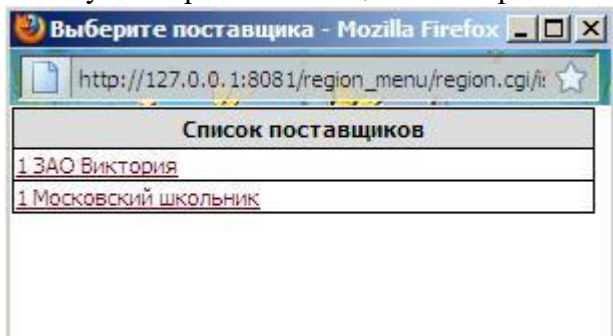 Выберите поставщика - Mozilla Firefox
http://127.0.0.1:8081/region_menu/region.cgi/i
Список поставщиков
1 ЗАО Виктория
1 Московский школьник